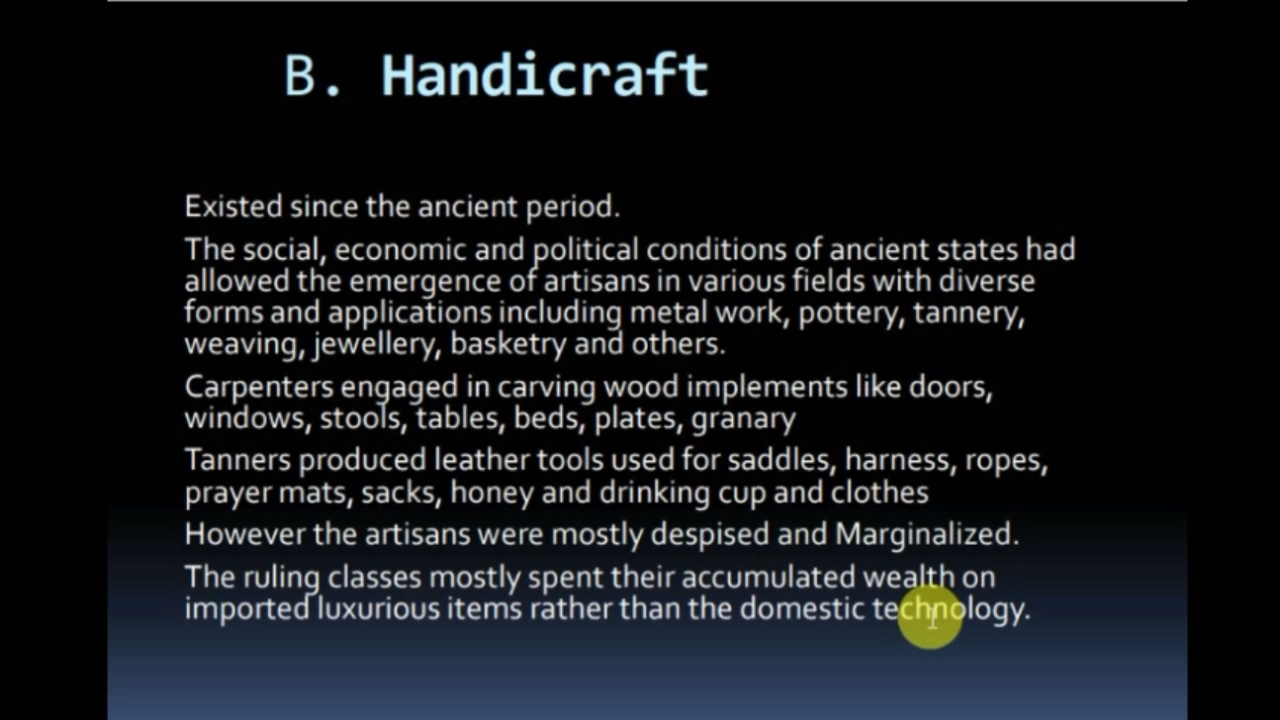 B. Handicraft
Existed since the ancient period.
The social, economic and political conditions of ancient states had
allowed the emergence of artisans in various fields with diverse
forms and applications including metal work, pottery, tannery,
weaving, jewellery, basketry and others.
Carpenters engaged in carving wood implements like doors,
windows, stools, tables, beds, plates, granary
Tanners produced leather tools used for saddles, harness, ropes,
prayer mats, sacks, honey and drinking cup and clothes
However the artisans were mostly despised and Marginalized.
The ruling classes mostly spent their accumulated wealth on
imported luxurious items rather than the domestic technology.